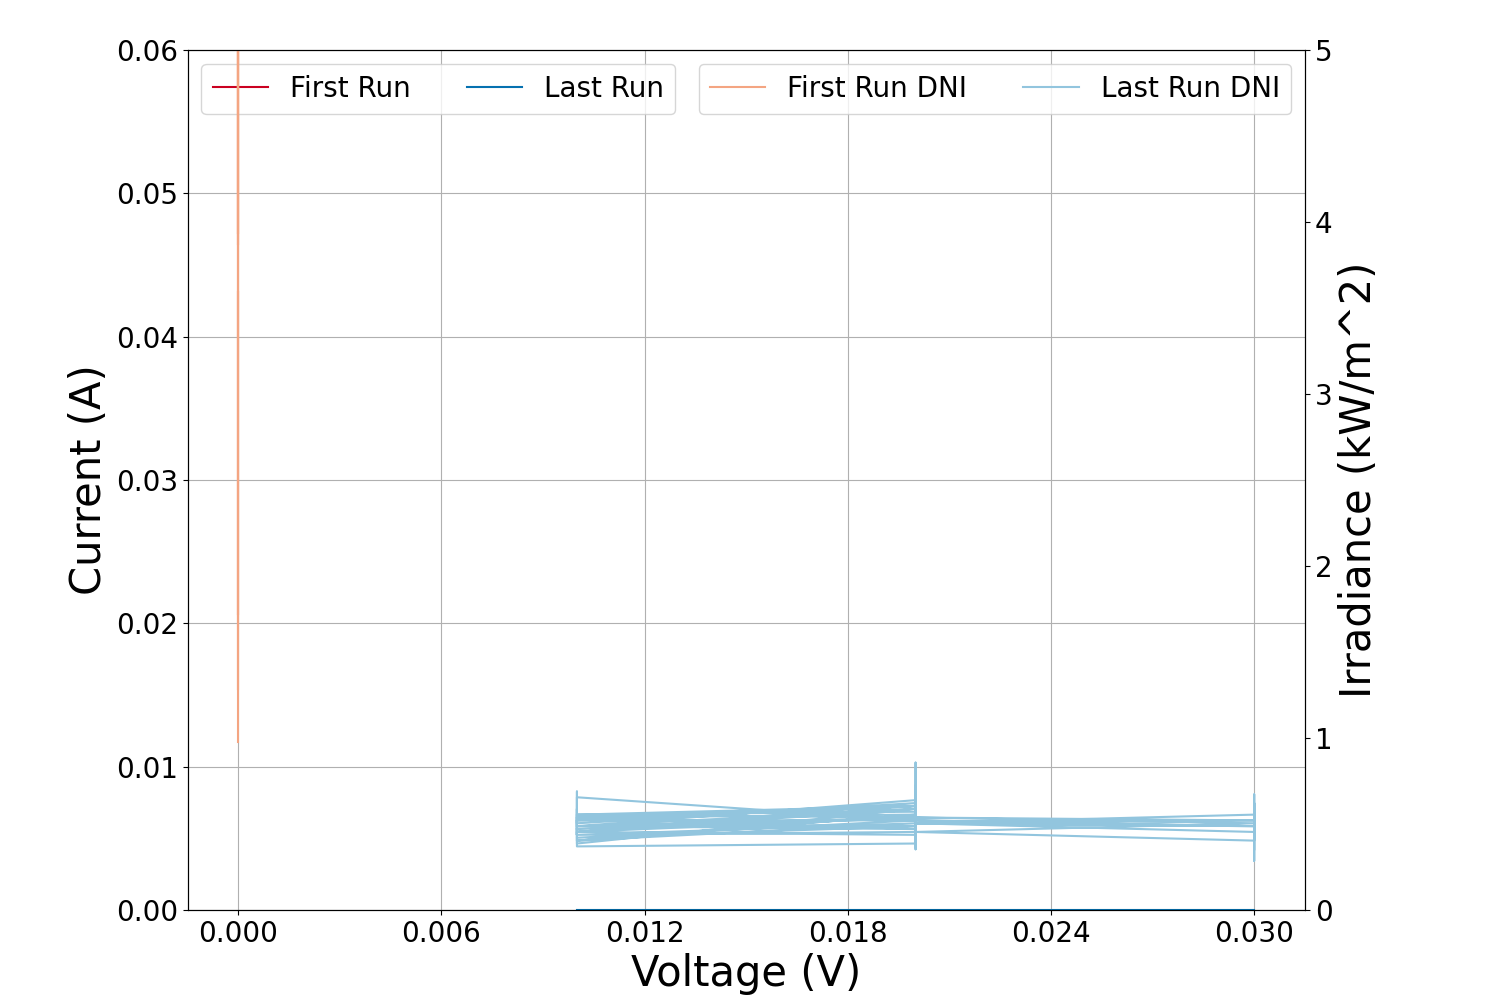 First Run
Last Run
First Run DNI
Last Run DNI
0.06
0.05
0.04
0.03
0.02
0.01
0.00
Current (A)
5
4
3
2
1
0
Irradiance (kW/m^2)
0.000 0.006 0.012 0.018 0.024 0.030
Voltage (V)